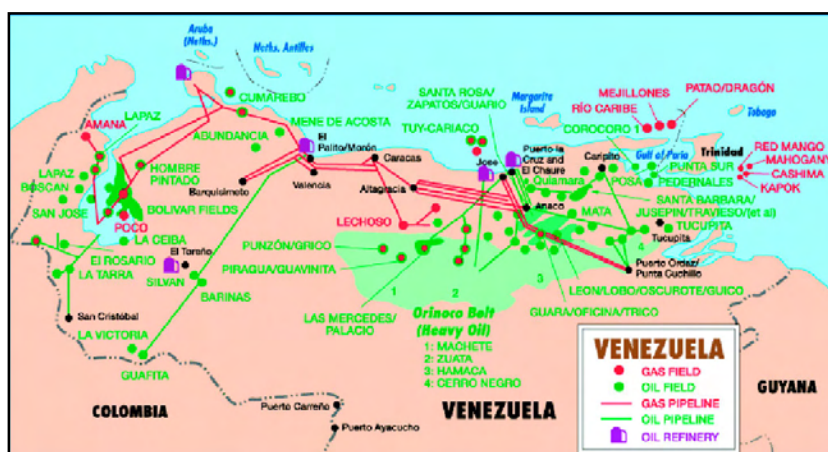 Aruba
(Neths.)
Neths. Antilles
CUMAREBO
LAPAZ
AMANA
ABUNDANCIA
MENE DE ACOSTA
El
Palito/Morón
SANTA ROSA/
ZAPATOS/GUARIO
TUY-CARIACO
Margarita
Island
MEJILLONES
PATAO/DRAGÓN
RÍO CARIBE
COROCORO 1
Tobago
Trinidad
RED MANGO
MAHOGANY
CASHIMA
KAPOK
Gulf of Paria
PUNTA SUR
PEDERNALES
LAPAZ
BOSCAN
SAN JOSE
HOMBRE
PINTADO
BOLIVAR FIELDS
POCO
LA CEIBA
Barquisimeto
Valencia
Caracas
Altagracia
Jose
Puerto la
Cruz and
El Chaure
Quiamara
Caripito
POSA
Anaco
SANTA BARBARA/
JUSEPIN/TRAVIESO/(et al)
MATA
TUCUPITA
Tucupita
LECHOSO
EL ROSARIO
LA TARRA
El Toraño
SILVAN
BARINAS
PUNZÓN/GRICO
PIRAGUA/GUAVINITA
1
2
3
4
Puerto Ordaz/
Punta Cuchillo
LEON/LOBO/OSCUROTE/GUICO
GUARA/OFICINA/TRICO
LAS MERCEDES/
PALACIO
Orinoco Belt
(Heavy Oil)
1: MACHETE
2: ZUATA
3: HAMACA
4: CERRO NEGRO
San Cristóbal
LA VICTORIA
GUAFITA
COLOMBIA
Puerto Carreño
Puerto Ayacucho
VENEZUELA
GUYANA
VENEZUELA
GAS FIELD
OIL FIELD
GAS PIPELINE
OIL PIPELINE
OIL REFINERY